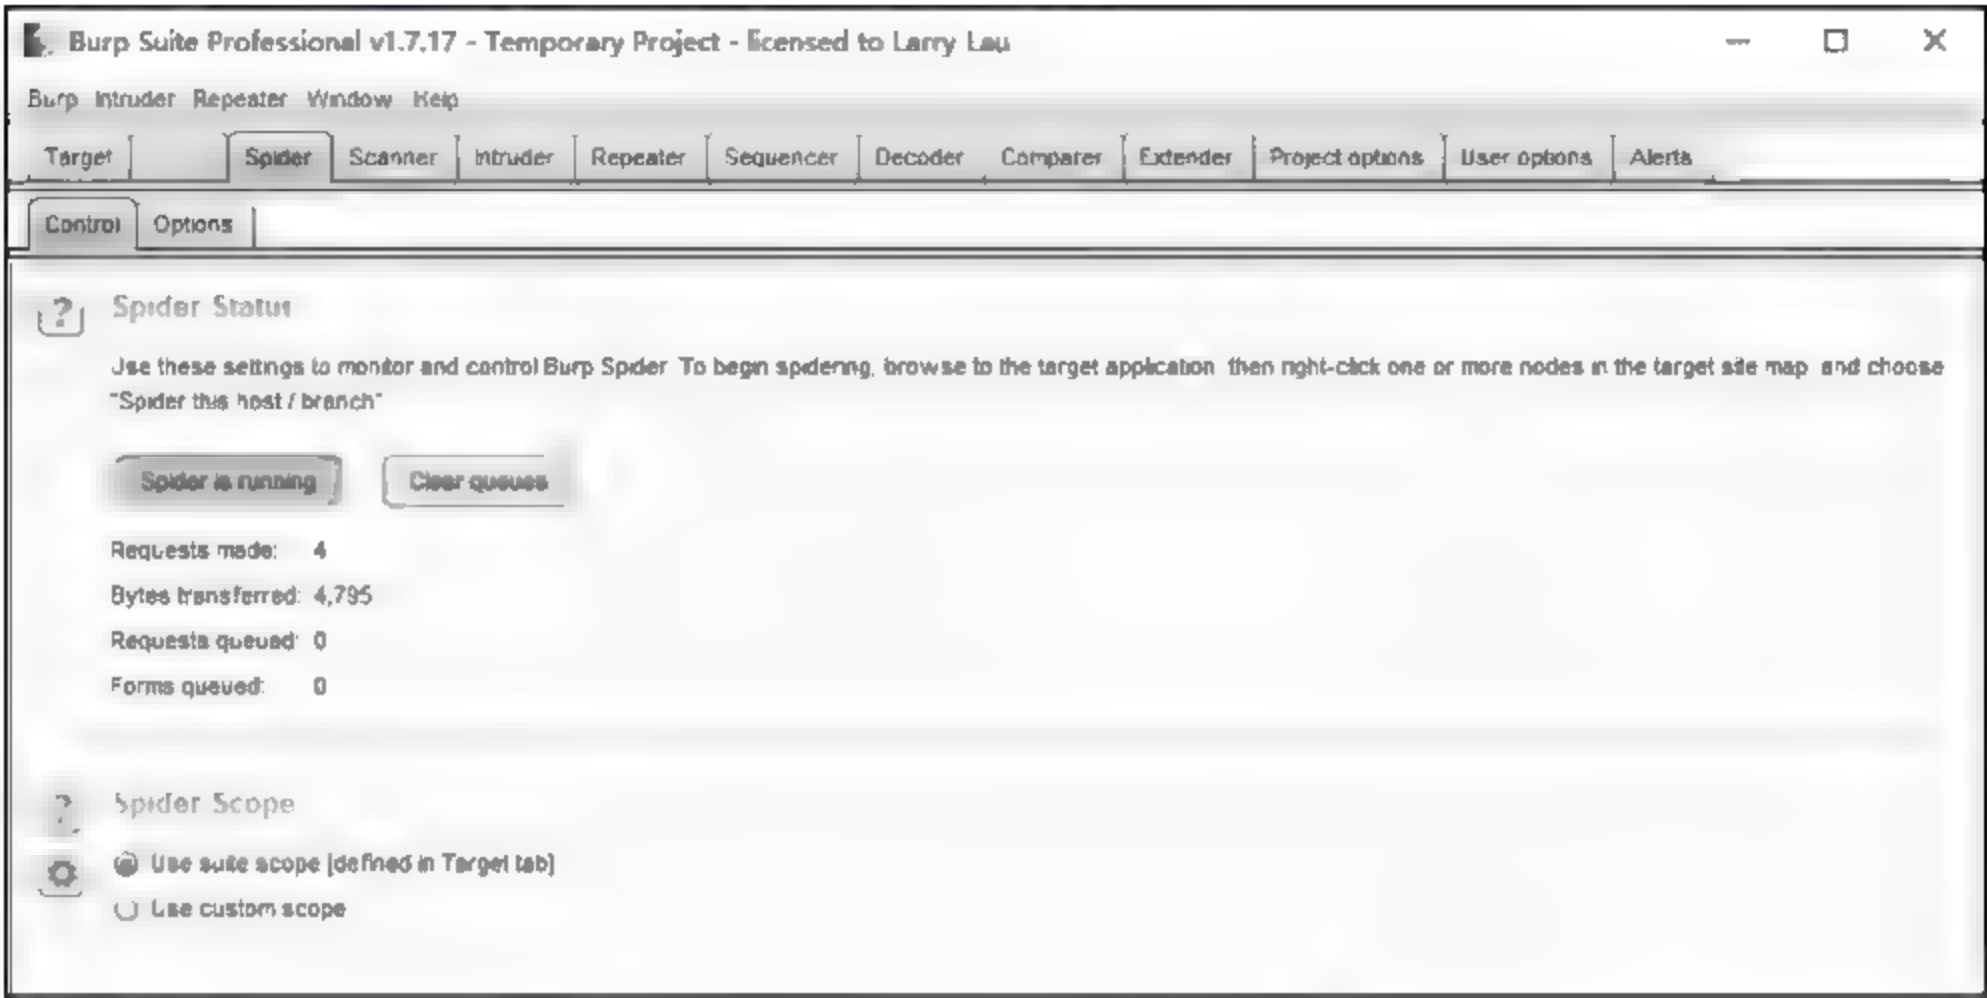 Burp Suite Professional v1.7.17 - Temporary Project - licensed to Larry Lau
Burp Intruder Repeater Window Help
Target Spider Scanner Intruder Repeater Sequencer Decoder Comparer Extender Project options User options Alerts
Control Options
? Spider Status
Use these settings to monitor and control Burp Spider To begin spidering, browse to the target application then right-click one or more nodes in the target site map and choose
"Spider this host / branch"
Spider is running Clear queues
Requests made: 4
Bytes transferred: 4,795
Requests queued: 0
Forms queued: 0
? Spider Scope
Use suite scope [defined in Target tab]
Use custom scope